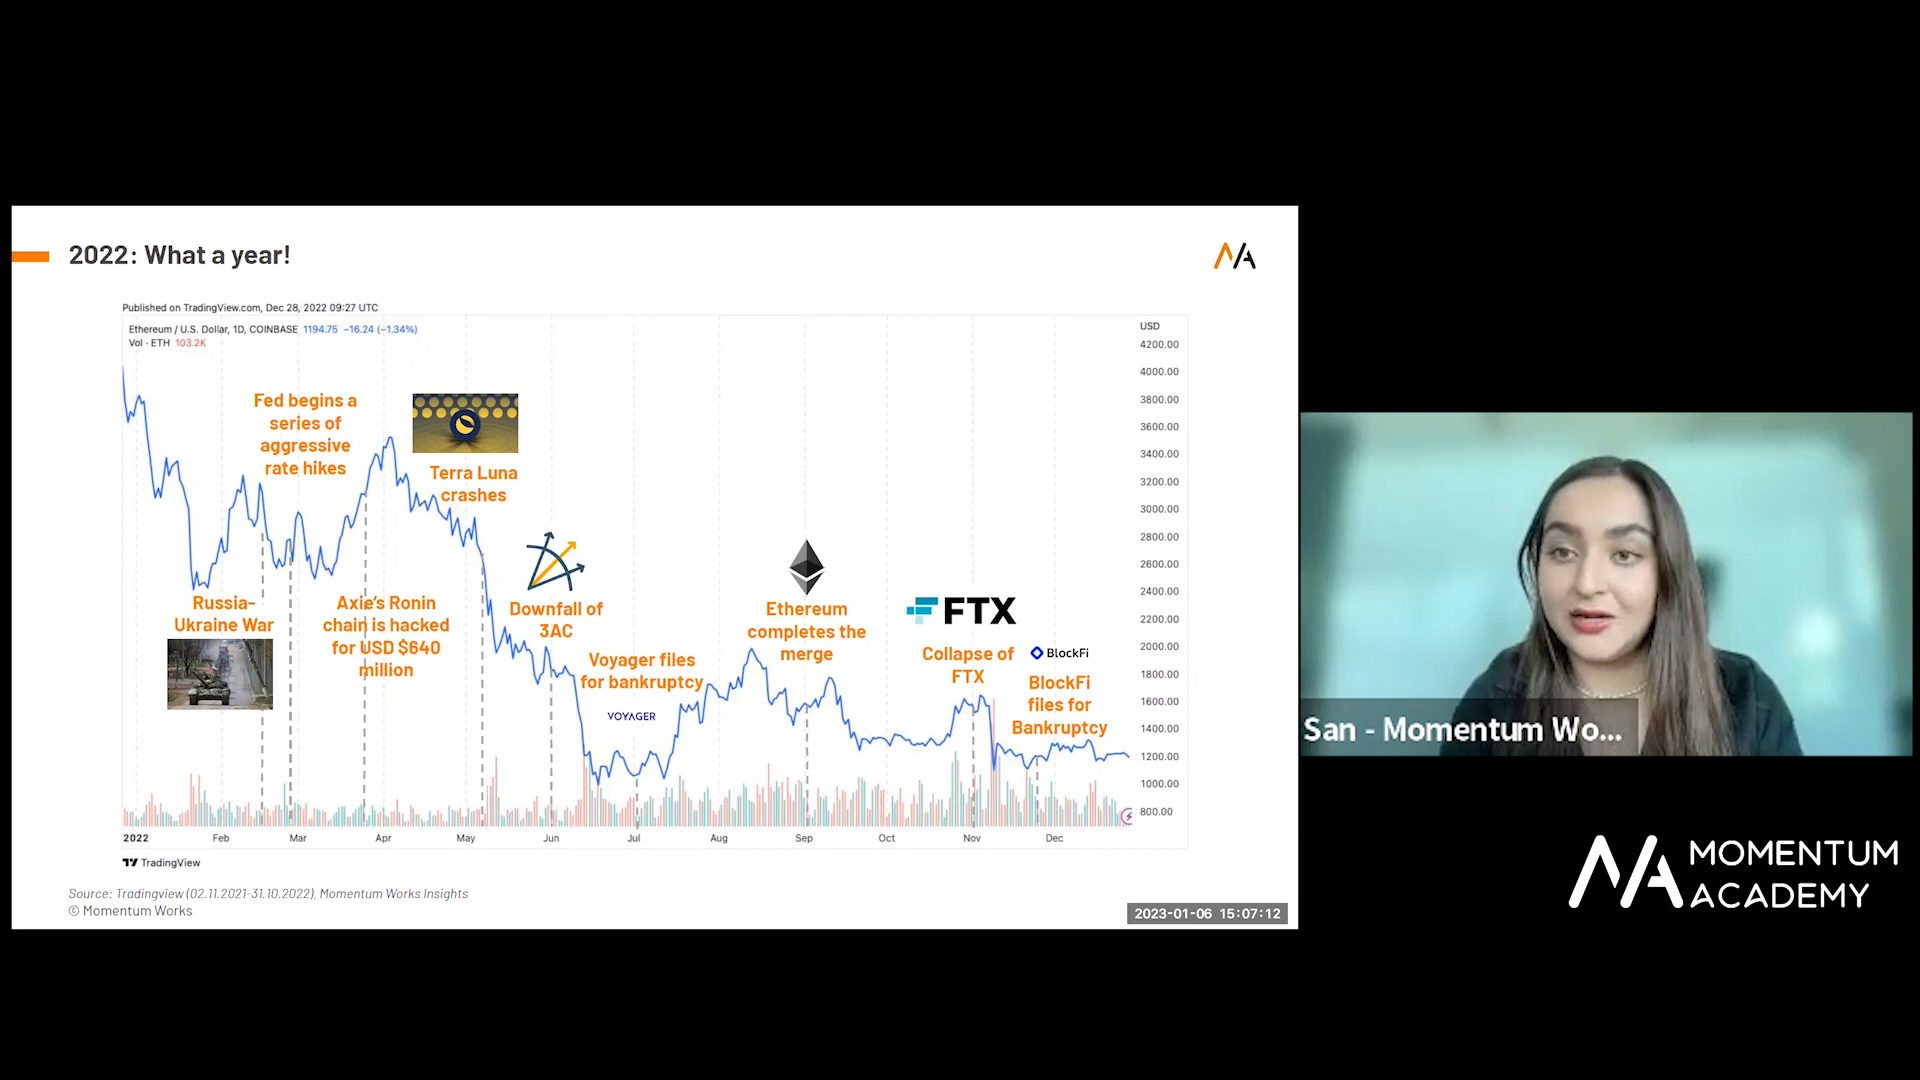 2022: What a year!
Published on TradingView.com, Dec 28, 2022 09:27 UTC
Ethereum / U.S. Dollar, 1D, COINBASE 1194.75 −16.24 (−1.34%)
Vol · ETH 103.2K
USD
4200.00
4000.00
3800.00
3600.00
3400.00
3200.00
3000.00
2800.00
2600.00
2400.00
2200.00
2000.00
1800.00
1600.00
1400.00
1200.00
1000.00
800.00
Fed begins a
series of
aggressive
rate hikes
Terra Luna
crashes
Russia-
Ukraine War
Axie's Ronin
chain is hacked
for USD $640
million
Downfall of
3AC
Voyager files
for bankruptcy
VOYAGER
Ethereum
completes the
merge
FTX
Collapse of
FTX
BlockFi
BlockFi
files for
Bankruptcy
2022 Feb Mar Apr May Jun Jul Aug Sep Oct Nov Dec
TradingView
Source: Tradingview (02.11.2021-31.10.2022), Momentum Works Insights
© Momentum Works
2023-01-06 15:07:12
San - Momentum Wo...
MOMENTUM
ACADEMY